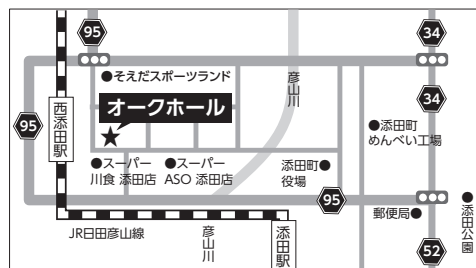 95
34
●そえだスポーツランド
彦山川
オークホール
34
95
西添田駅
★
●添田町
めんべい工場
●スーパー
川食 添田店
●スーパー
ASO 添田店
添田町●
役場
95
郵便局●
●添田公園
JR日田彦山線
彦山川
添田駅
52